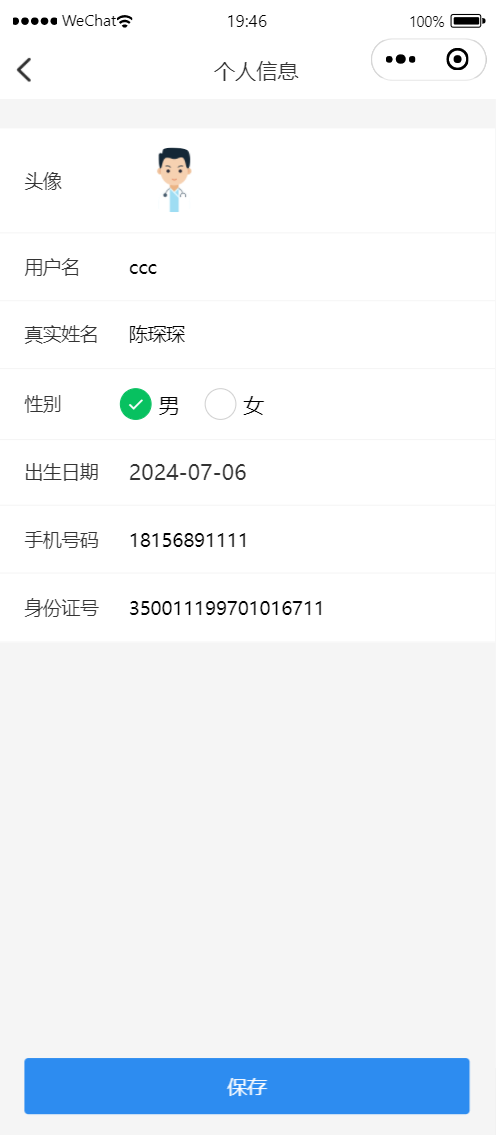 WeChat 19:46 100%
个人信息
头像
用户名 ccc
真实姓名 陈琛琛
性别 男 女
出生日期 2024-07-06
手机号码 18156891111
身份证号 350011199701016711
保存